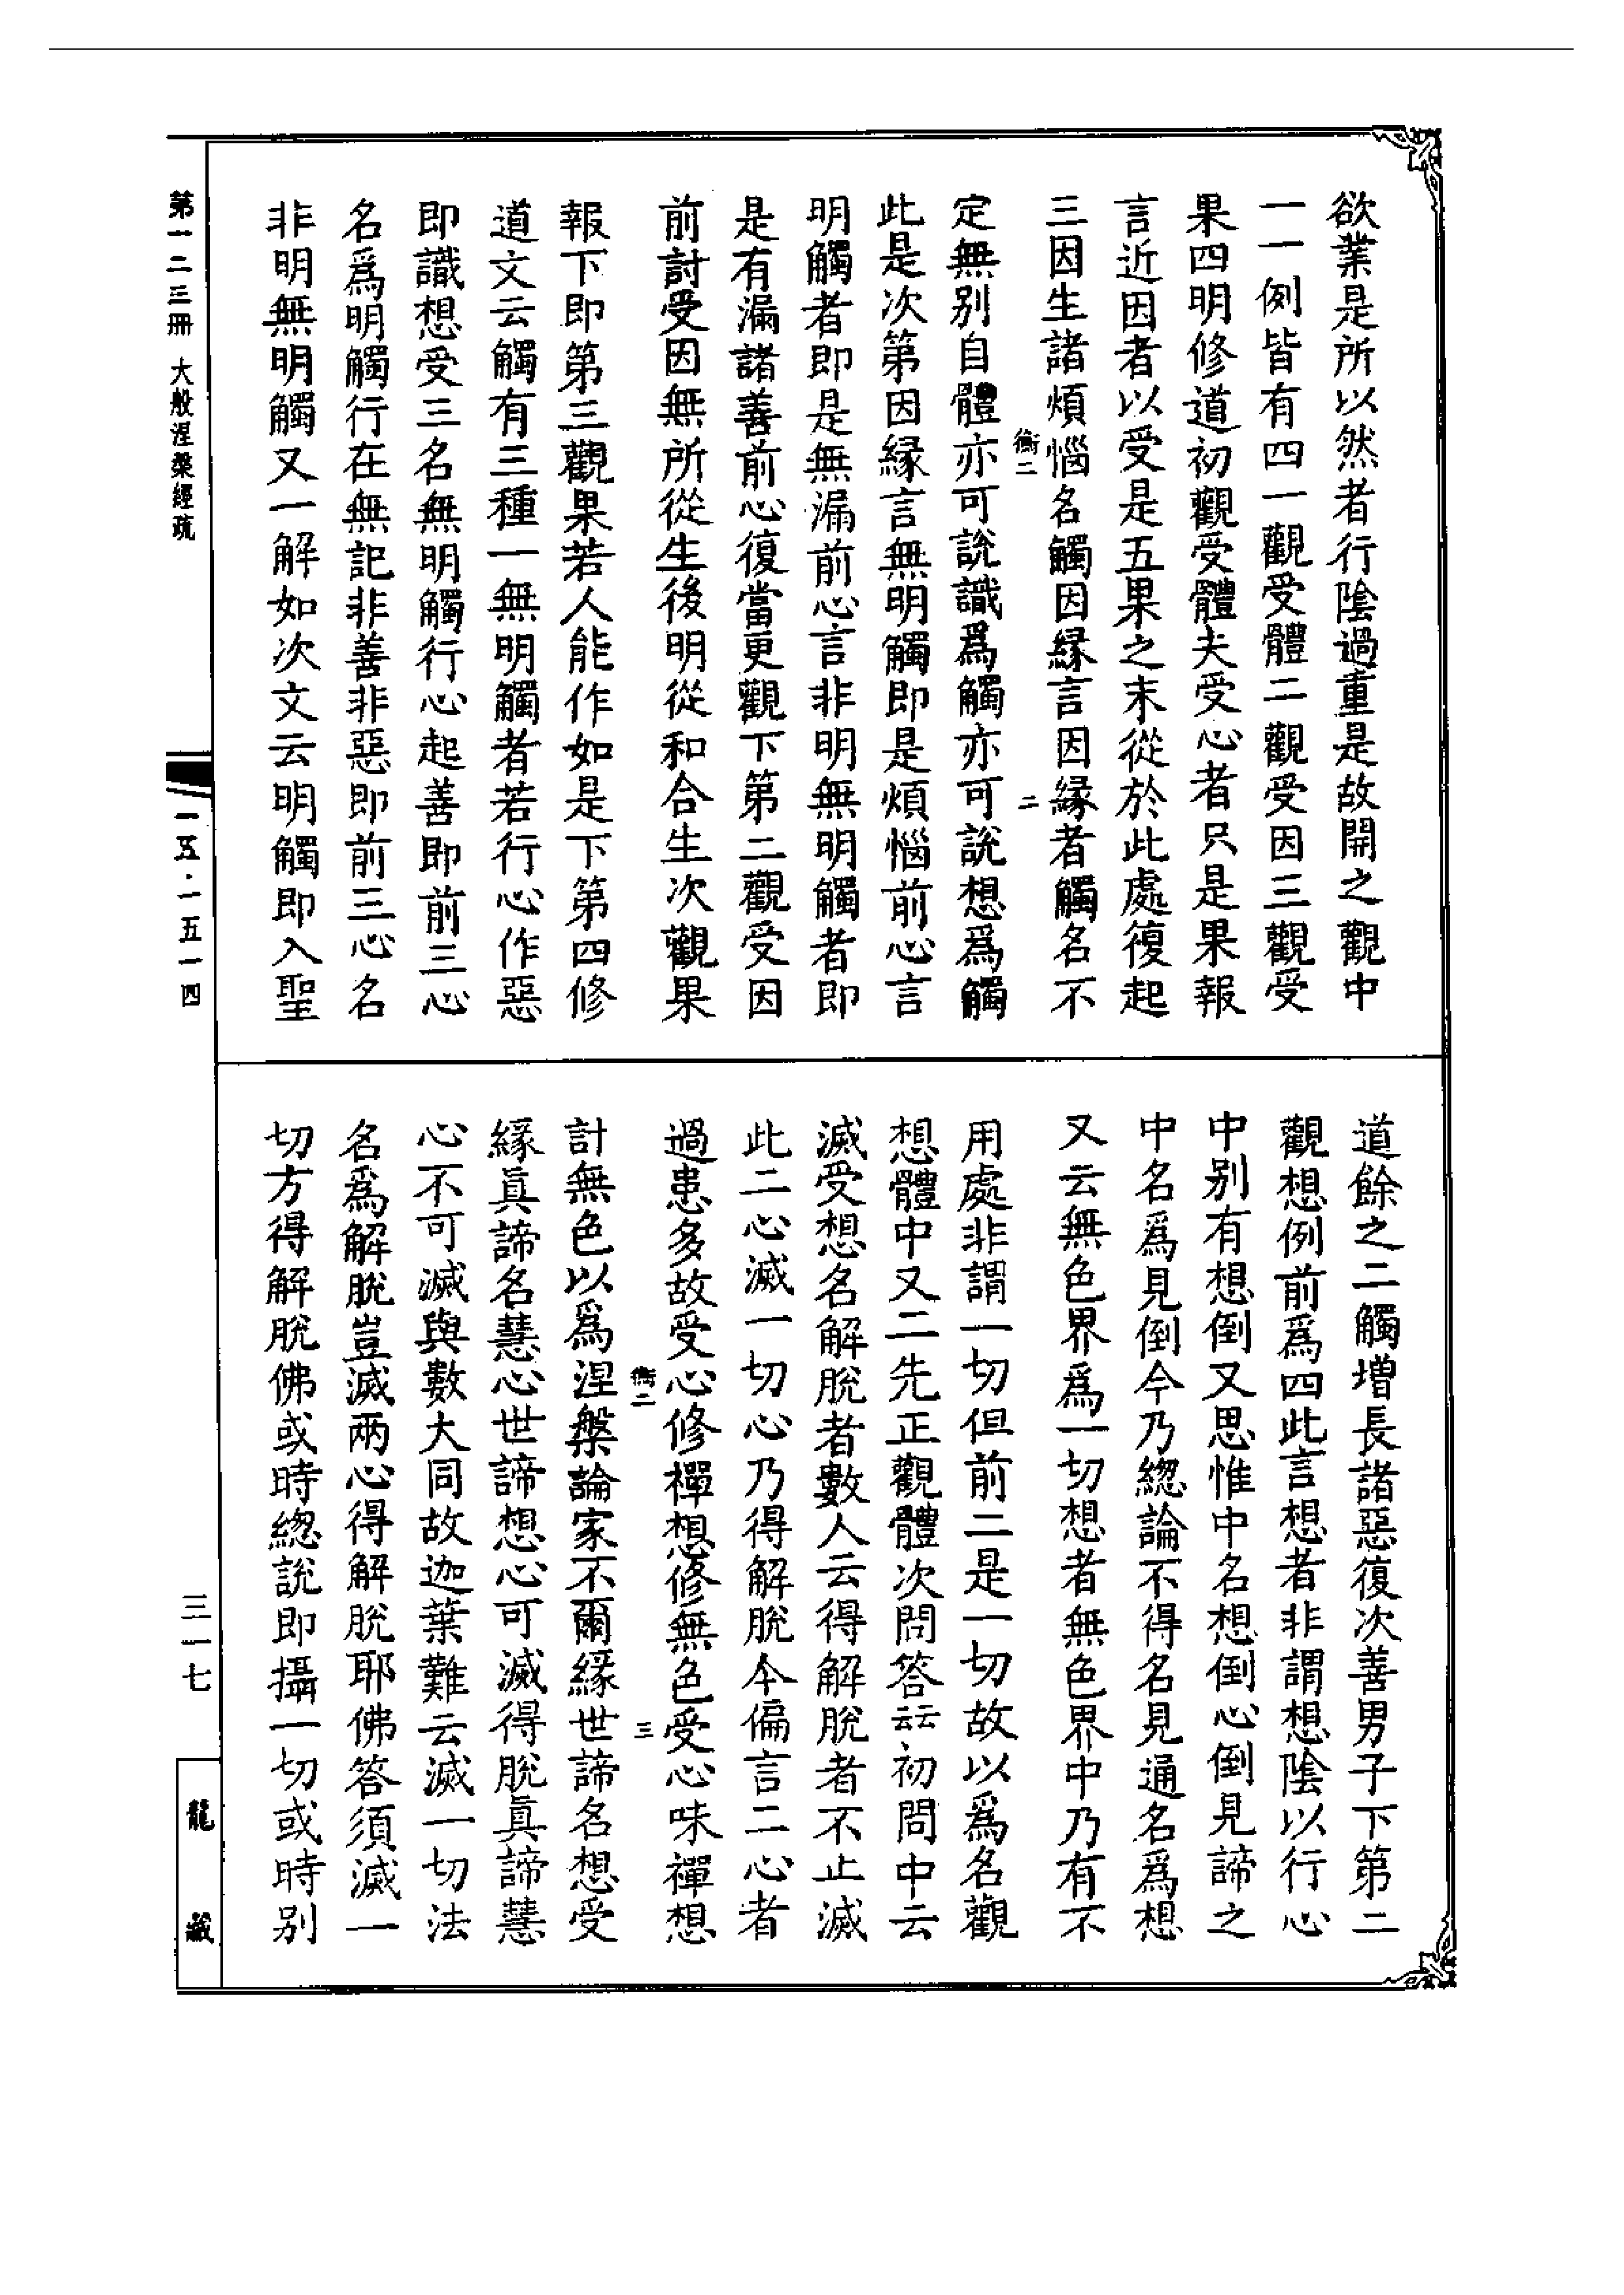 欲業是所以然者行陰過重是故開之觀中
一一例皆有四一觀受體二觀受因三觀受
果四明修道初觀受體夫受心者只是果報
言近因者以受是五果之末從於此處復起
三因生諸煩惱名觸因緣言因緣者觸名不
衡二
二
定無別自體亦可說識爲觸亦可說想爲觸
此是次第因緣言無明觸即是煩惱前心言
明觸者即是無漏前心言非明無明觸者即
是有漏諸善前心復當更觀下第二觀受因
前討受因無所從生後明從和合生次觀果
報下即第三觀果若人能作如是下第四修
道文云觸有三種一無明觸者若行心作惡
即識想受三名無明觸行心起善即前三心
名爲明觸行在無記非善非惡即前三心名
非明無明觸又一解如次文云明觸即入聖
道餘之二觸增長諸惡復次善男子下第二
觀想例前爲四此言想者非謂想陰以行心
中別有想倒又思惟中名想倒心倒見諦之
中名爲見倒今乃總論不得名見通名爲想
又云無色界爲一切想者無色界中乃有不
用處非謂一切但前二是一切故以爲名觀
想體中又二先正觀體次問答云云初問中云
滅受想名解脫者數人云得解脫者不止滅
此二心滅一切心乃得解脫今偏言二心者
過患多故受心修禪想修無色受心味禪想
衡二
三
計無色以爲涅槃論家不爾緣世諦名想受
緣眞諦名慧心世諦想心可滅得脫眞諦慧
心不可滅與數大同故迦葉難云滅一切法
名爲解脫豈滅兩心得解脫耶佛答須滅一
切方得解脫佛或時總說即攝一切或時別
第一二三冊 大般涅槃經疏
一五·一五一四
三一七
龍藏